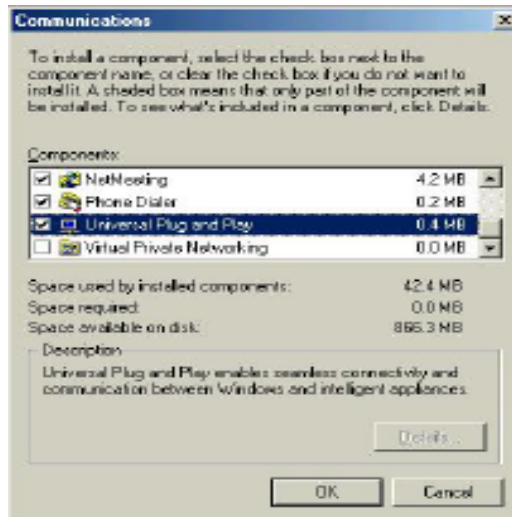 Communications
To install a component, select the check box next to the
component name, or clear the check box if you do not want to
install it. A shaded box means that only part of the component will
be installed. To see what's included in a component, click Details.
Components:
NetMeeting 4.2 MB
Phone Dialer 0.2 MB
Universal Plug and Play 0.4 MB
Virtual Private Networking 0.0 MB
Space used by installed components: 42.4 MB
Space required: 0.0 MB
Space available on disk: 866.3 MB
Description
Universal Plug and Play enables seamless connectivity and
communication between Windows and intelligent appliances.
Details...
OK Cancel